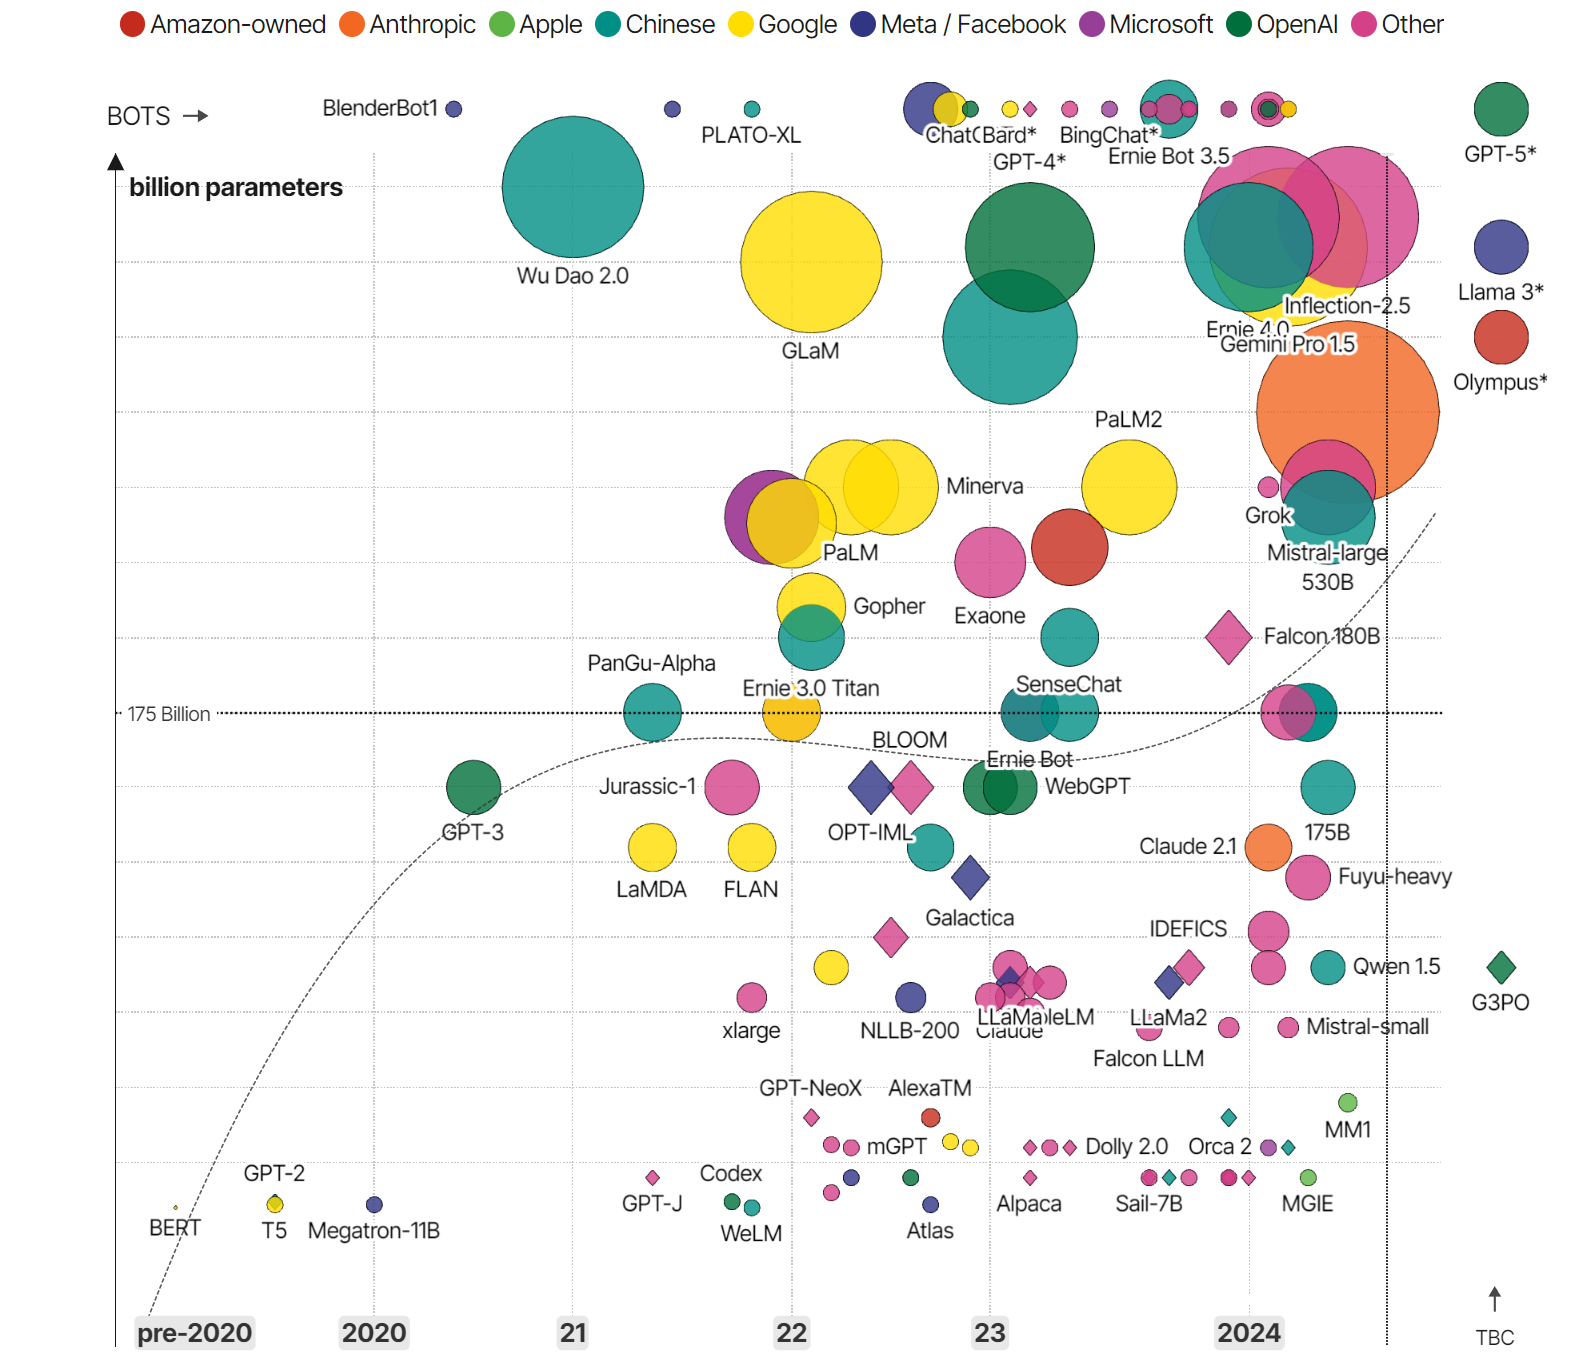 Amazon-owned Anthropic Apple Chinese Google Meta / Facebook Microsoft OpenAI Other
BOTS →
BlenderBot1
PLATO-XL
Bard*
BingChat*
GPT-4*
Ernie Bot 3.5
GPT-5*
billion parameters
Wu Dao 2.0
Llama 3*
Inflection-2.5
Ernie 4.0
Gemini Pro 1.5
GLaM
Olympus*
PaLM2
Minerva
Grok
PaLM
Mistral-large
530B
Gopher
Exaone
Falcon 180B
PanGu-Alpha
Ernie 3.0 Titan
SenseChat
175 Billion
BLOOM
Ernie Bot
Jurassic-1
WebGPT
GPT-3
OPT-IML
175B
Claude 2.1
LaMDA
FLAN
Fuyu-heavy
Galactica
IDEFICS
Qwen 1.5
G3PO
xlarge
NLLB-200
LLaMa
Claude
LLaMa2
Mistral-small
Falcon LLM
GPT-NeoX
AlexaTM
MM1
mGPT
Dolly 2.0
Orca 2
GPT-2
Codex
GPT-J
Alpaca
Sail-7B
MGIE
BERT
T5
Megatron-11B
WeLM
Atlas
pre-2020
2020
21
22
23
2024
TBC